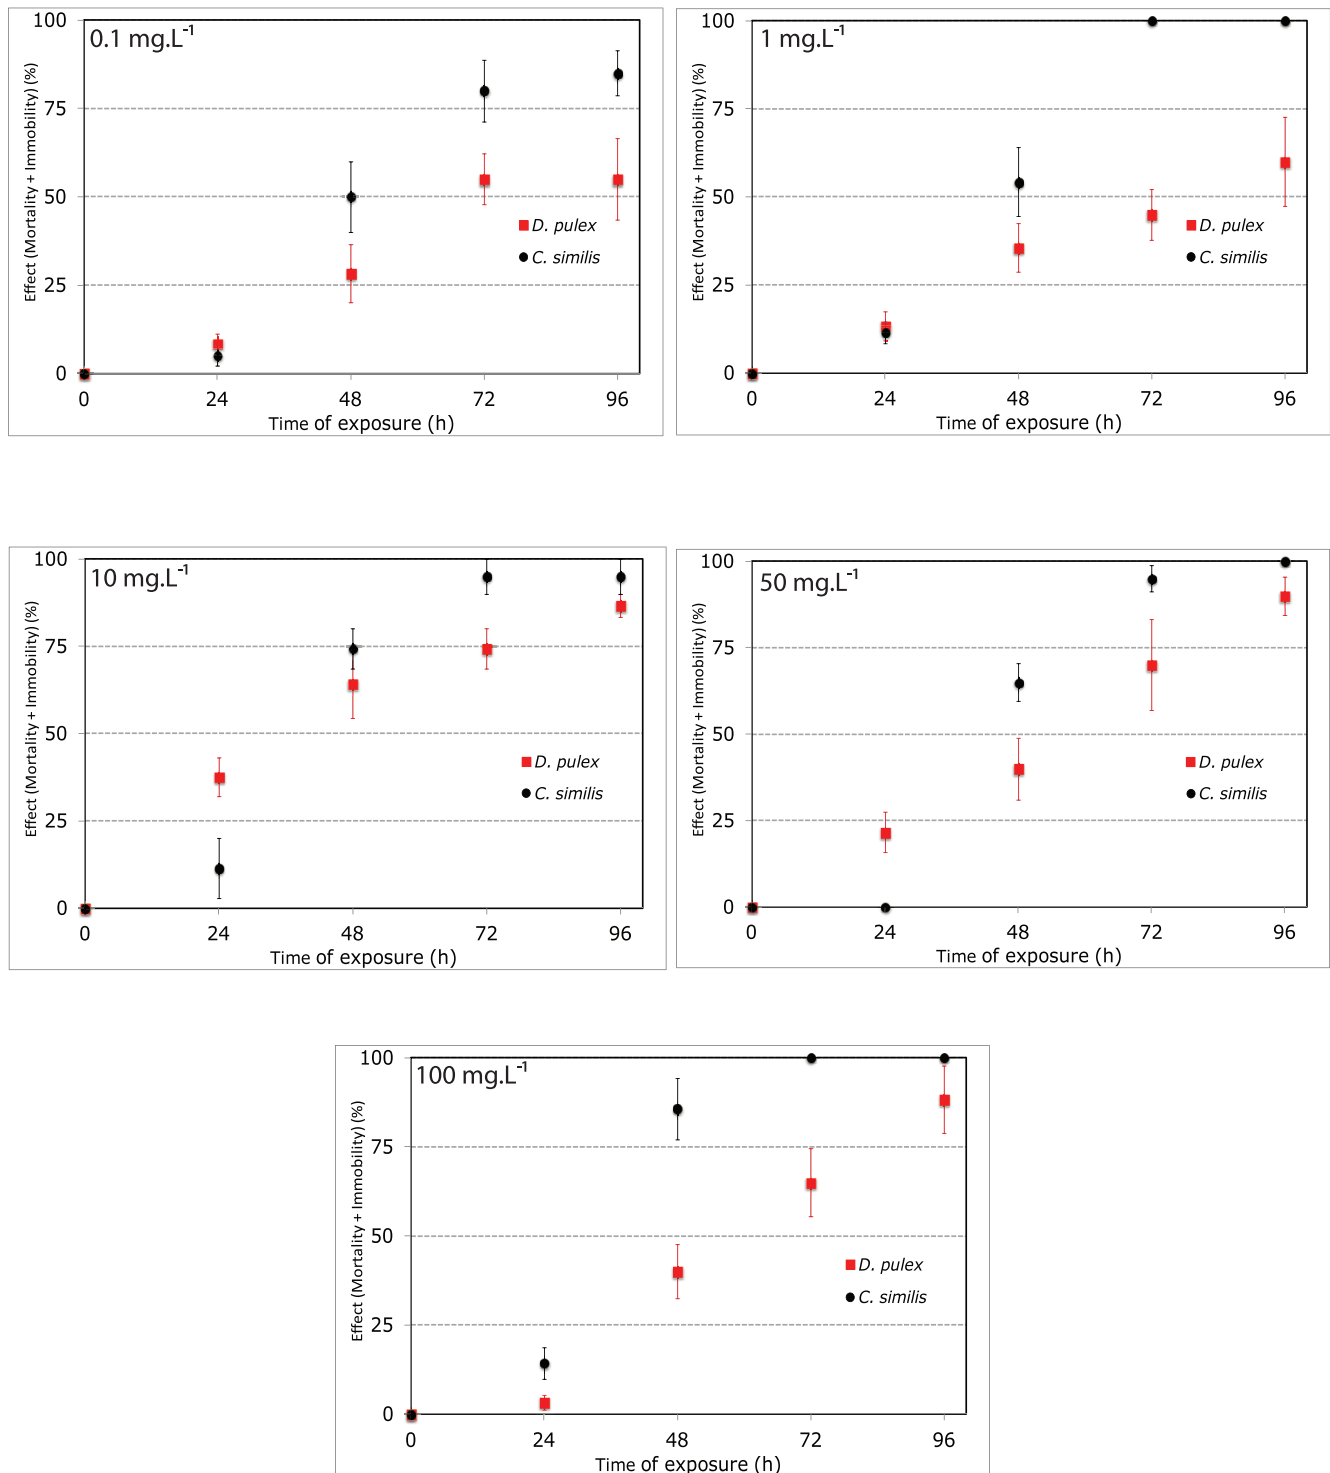 0.1 mg.L⁻¹
100
75
50
25
0
Effect (Mortality + Immobility) (%)
D. pulex
C. similis
0 24 48 72 96
Time of exposure (h)
1 mg.L⁻¹
100
75
50
25
0
Effect (Mortality + Immobility) (%)
D. pulex
C. similis
0 24 48 72 96
Time of exposure (h)
10 mg.L⁻¹
100
75
50
25
0
Effect (Mortality + Immobility) (%)
D. pulex
C. similis
0 24 48 72 96
Time of exposure (h)
50 mg.L⁻¹
100
75
50
25
0
Effect (Mortality + Immobility) (%)
D. pulex
C. similis
0 24 48 72 96
Time of exposure (h)
100 mg.L⁻¹
100
75
50
25
0
Effect (Mortality + Immobility) (%)
D. pulex
C. similis
0 24 48 72 96
Time of exposure (h)